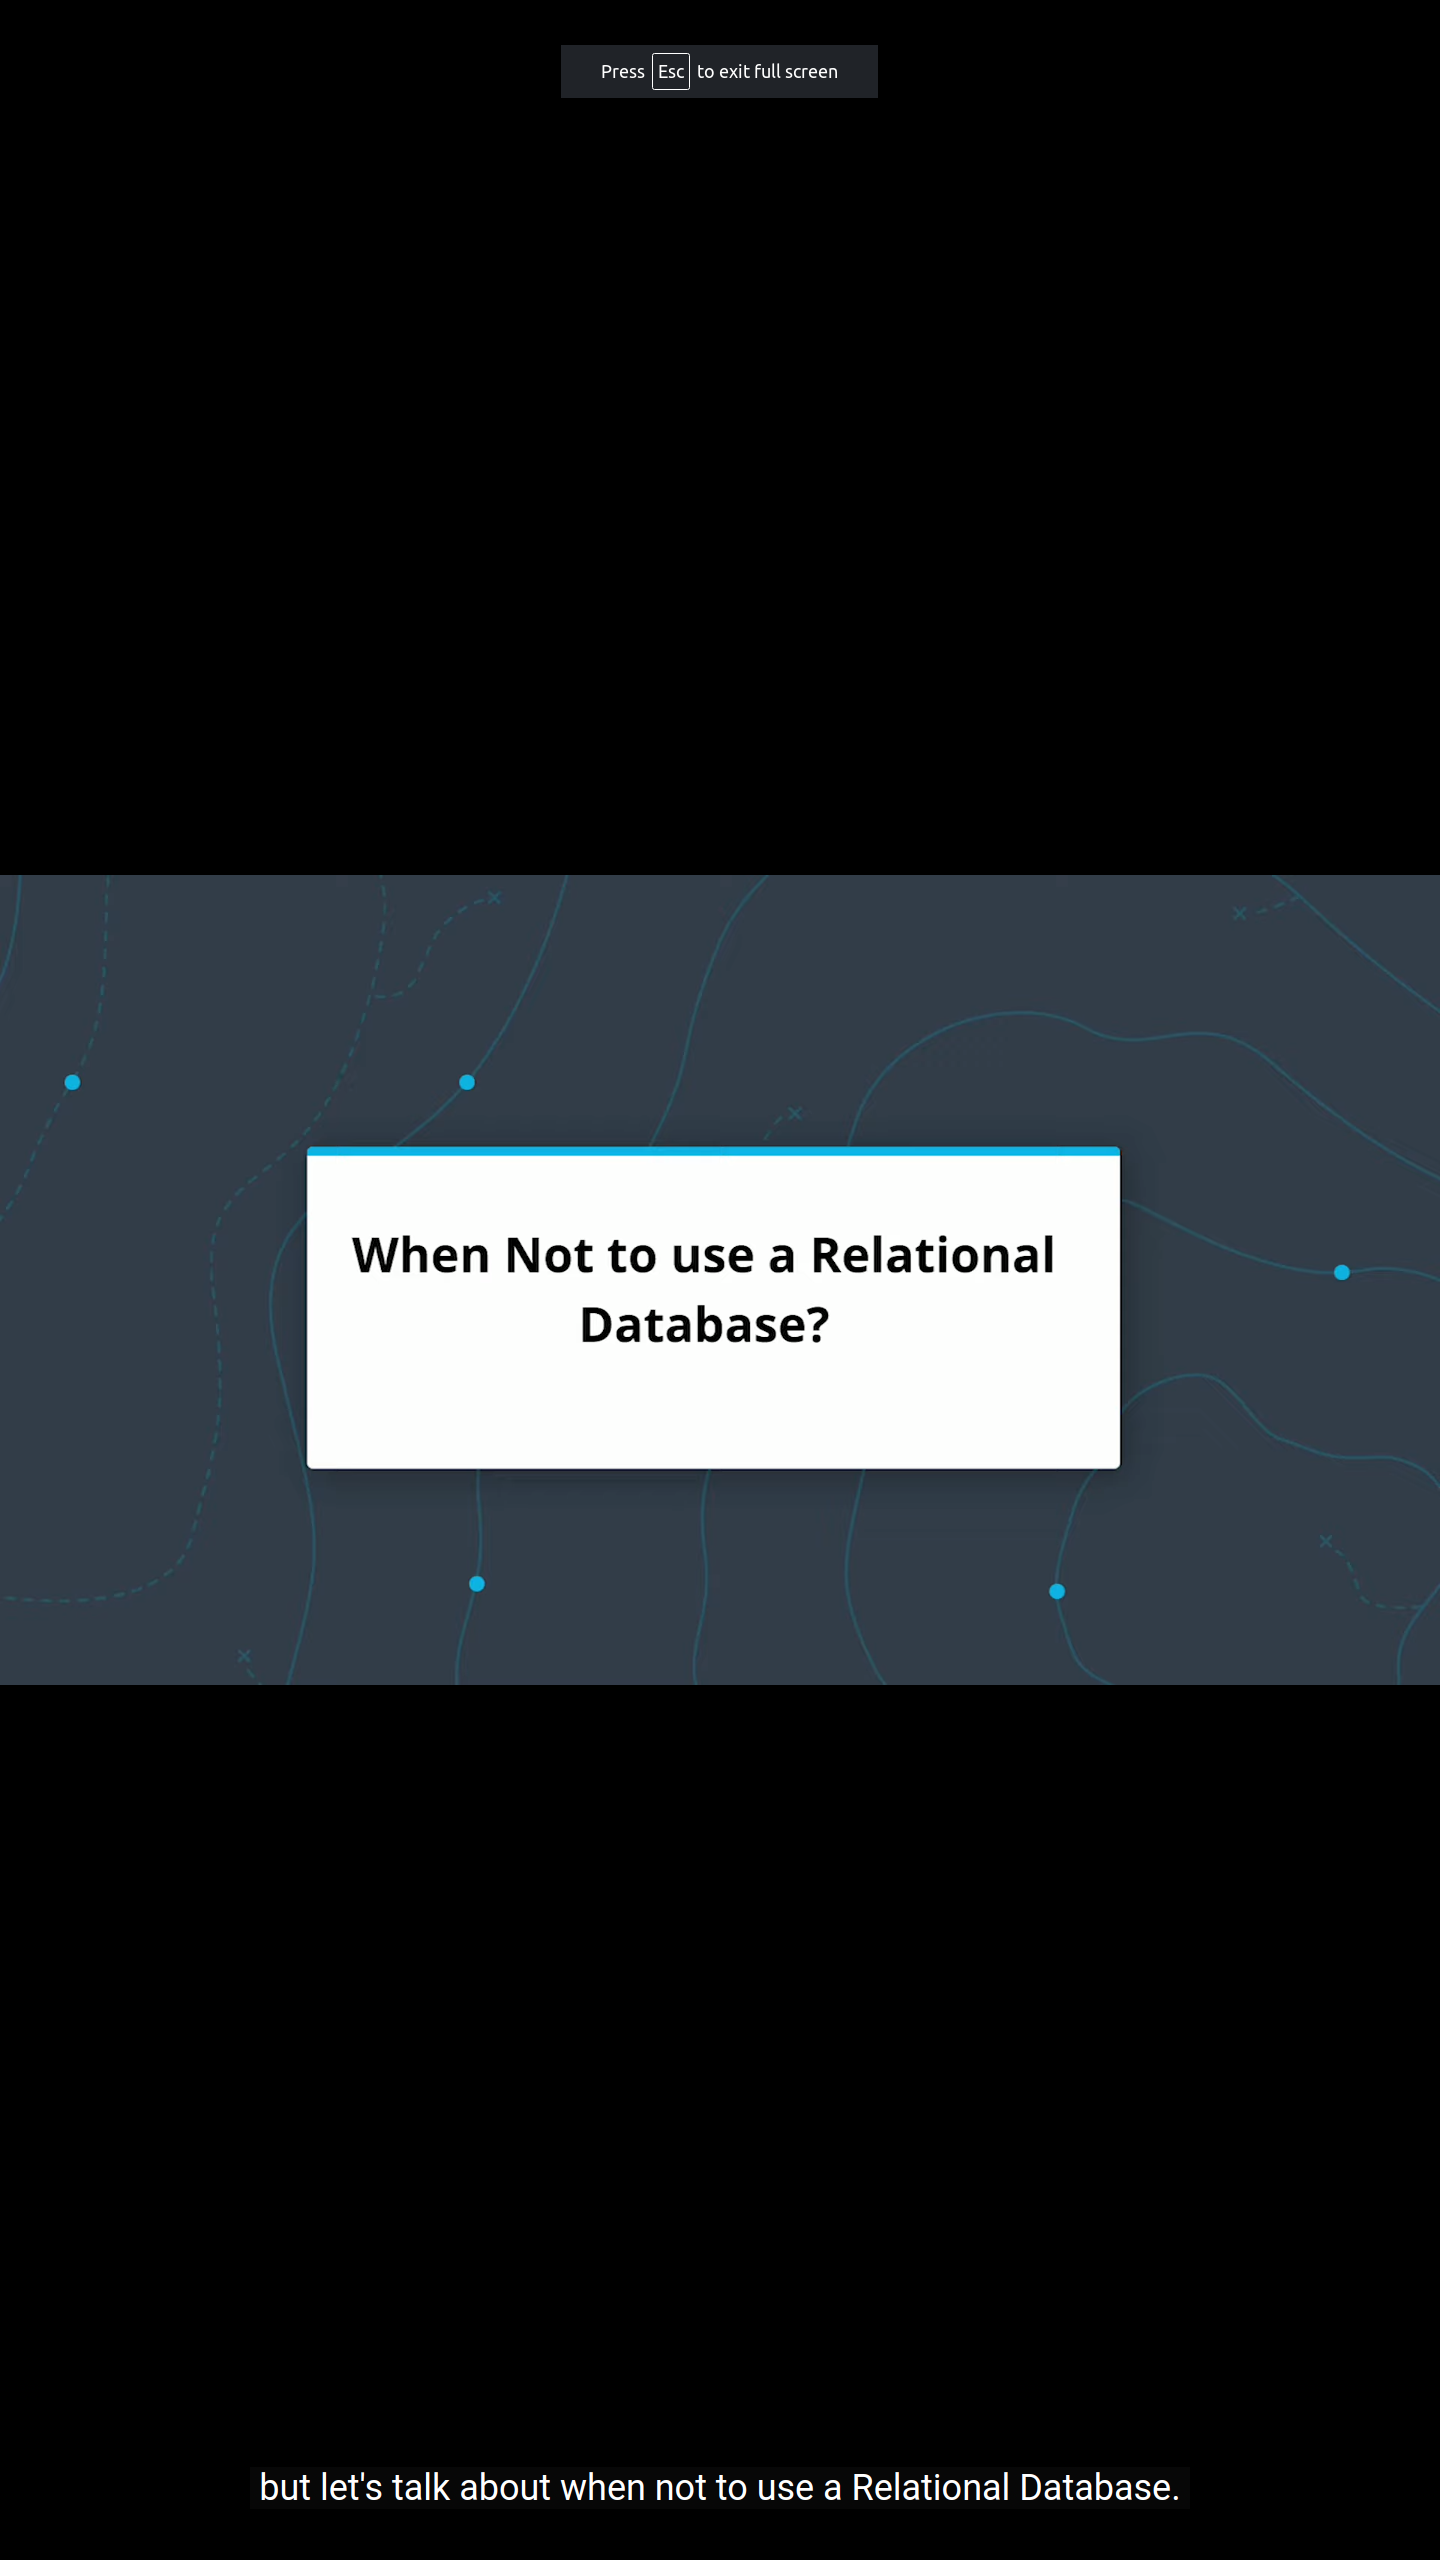 Press Esc to exit full screen
When Not to use a Relational
Database?
but let's talk about when not to use a Relational Database.